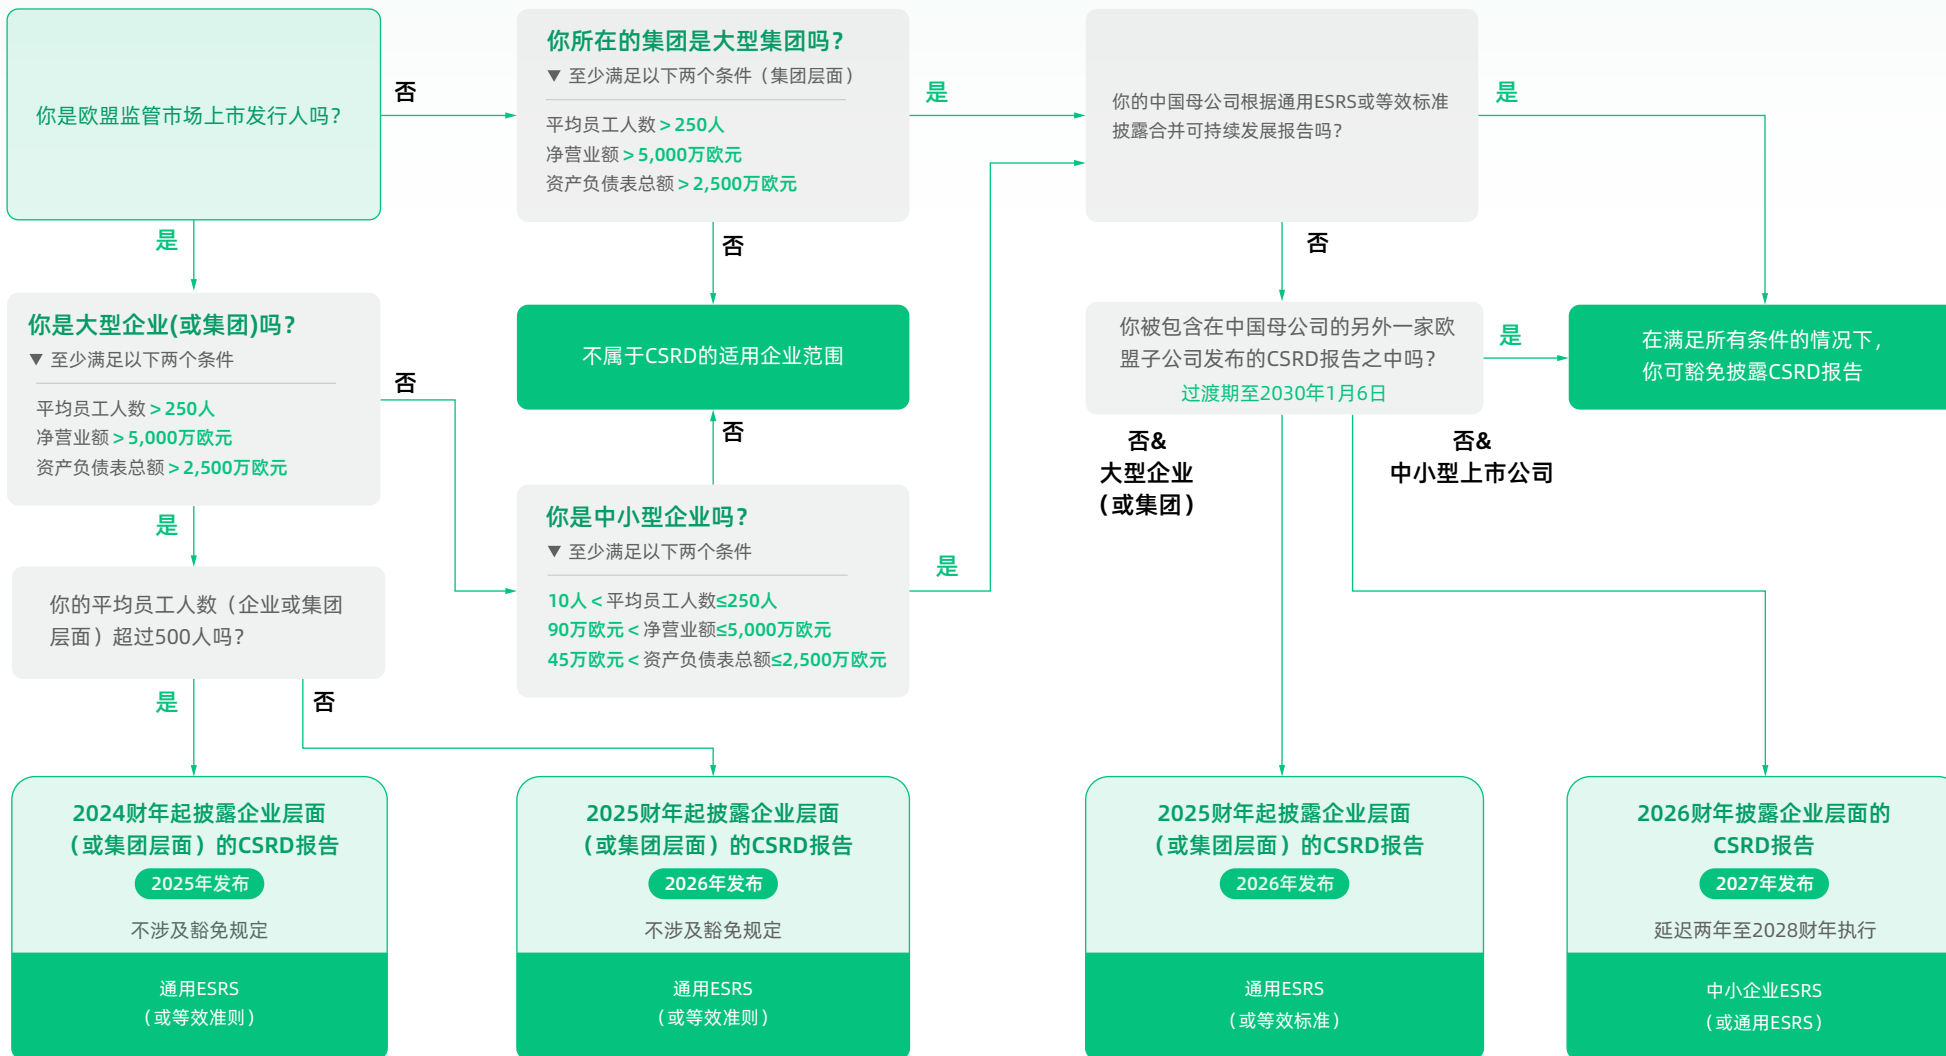 你是欧盟监管市场上市发行人吗？
否
你所在的集团是大型集团吗？
▼ 至少满足以下两个条件（集团层面）
平均员工人数 > 250人
净营业额 > 5,000万欧元
资产负债表总额 > 2,500万欧元
是
你的中国母公司根据通用ESRS或等效标准
披露合并可持续发展报告吗？
是
是
否
否
你是大型企业(或集团)吗？
▼ 至少满足以下两个条件
平均员工人数 > 250人
净营业额 > 5,000万欧元
资产负债表总额 > 2,500万欧元
否
不属于CSRD的适用企业范围
否
你被包含在中国母公司的另外一家欧
盟子公司发布的CSRD报告之中吗？
过渡期至2030年1月6日
是
在满足所有条件的情况下，
你可豁免披露CSRD报告
否&
大型企业
（或集团）
否&
中小型上市公司
是
你是中小型企业吗？
▼ 至少满足以下两个条件
10人 < 平均员工人数≤250人
90万欧元 < 净营业额≤5,000万欧元
45万欧元 < 资产负债表总额≤2,500万欧元
是
你的平均员工人数（企业或集团
层面）超过500人吗？
是
否
2024财年起披露企业层面
（或集团层面）的CSRD报告
2025年发布
不涉及豁免规定
通用ESRS
（或等效准则）
2025财年起披露企业层面
（或集团层面）的CSRD报告
2026年发布
不涉及豁免规定
通用ESRS
（或等效准则）
2025财年起披露企业层面
（或集团层面）的CSRD报告
2026年发布
通用ESRS
（或等效标准）
2026财年披露企业层面的
CSRD报告
2027年发布
延迟两年至2028财年执行
中小企业ESRS
（或通用ESRS）